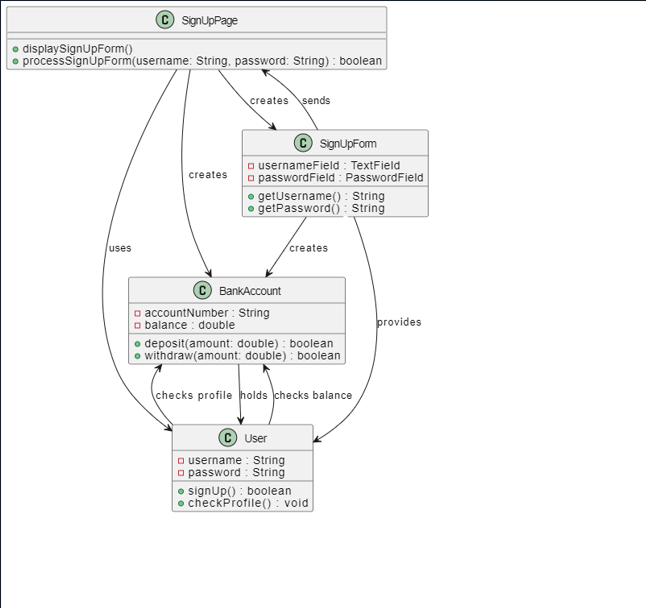 C SignUpPage
displaySignUpForm()
processSignUpForm(username: String, password: String) : boolean
creates
sends
C SignUpForm
usernameField : TextField
passwordField : PasswordField
getUsername() : String
getPassword() : String
creates
uses
creates
C BankAccount
accountNumber : String
balance : double
deposit(amount: double) : boolean
withdraw(amount: double) : boolean
provides
checks profile
holds
checks balance
C User
username : String
password : String
signUp() : boolean
checkProfile() : void